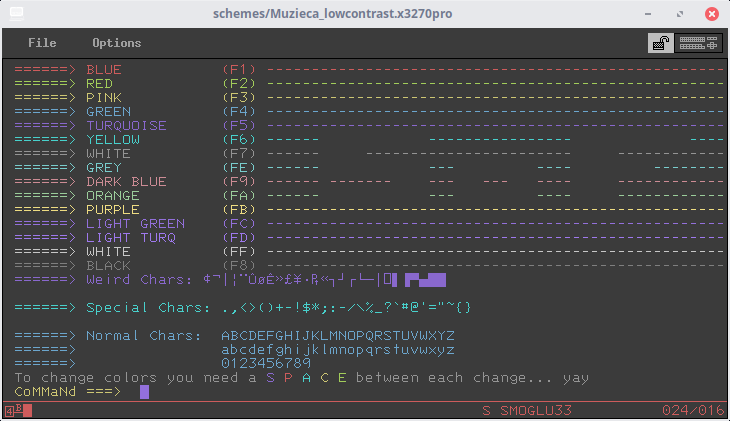 schemes/Muzieca_lowcontrast.x3270pro
File Options
======> BLUE (F1) ------------------------------------------------------
======> RED (F2) ------------------------------------------------------
======> PINK (F3) ------------------------------------------------------
======> GREEN (F4) ------------------------------------------------------
======> TURQUOISE (F5) ------------------------------------------------------
======> YELLOW (F6) ------ --- --- ------
======> WHITE (F7) ------ --- --- ------
======> GREY (FE) ------ --- --- ------
======> DARK BLUE (F9) ------ --- --- ------
======> ORANGE (FA) ------ --- --- ------
======> PURPLE (FB) ------------------------------------------------------
======> LIGHT GREEN (FC) ------------------------------------------------------
======> LIGHT TURQ (FD) ------------------------------------------------------
======> WHITE (FF) ------------------------------------------------------
======> BLACK (F8) ------------------------------------------------------
======> Weird Chars:
======> Special Chars: .,<>()+-!$*;:-/\%_?`#@'="~{}
======> Normal Chars: ABCDEFGHIJKLMNOPQRSTUVWXYZ
======> abcdefghijklmnopqrstuvwxyz
======> 0123456789
To change colors you need a S P A C E between each change... yay
CoMMaNd ===>
4B S SMOGLU33 024/016